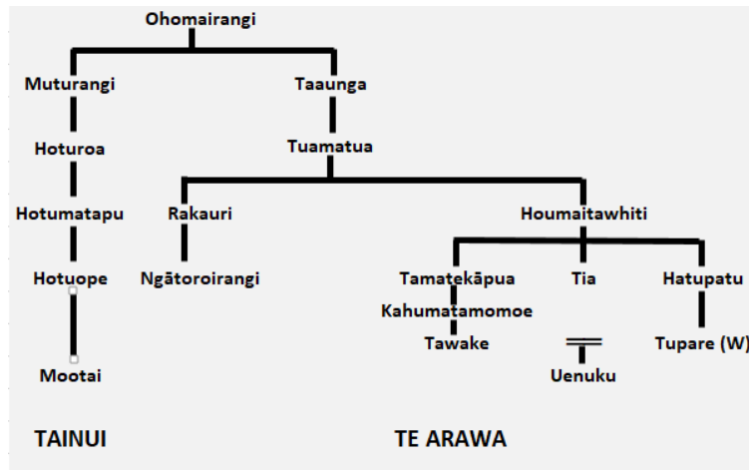 Ohomairangi
Muturangi Taaunga
Hoturoa Tuamatua
Hotumatapu Rakauri Houmaitawhiti
Hotuope Ngātoroirangi Tamatekāpua Tia Hatupatu
Kahumatamomoe
Tawake Tupare (W)
Mootai Uenuku
TAINUI TE ARAWA